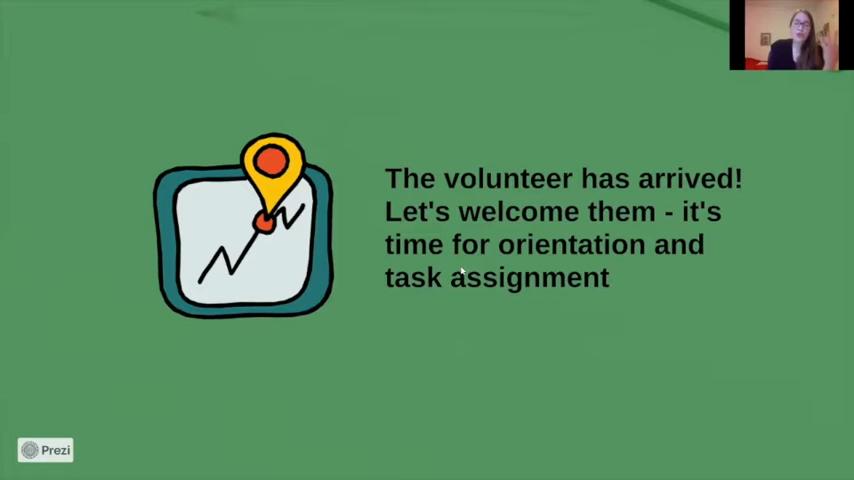 The volunteer has arrived!
Let's welcome them - it's
time for orientation and
task assignment
Prezi